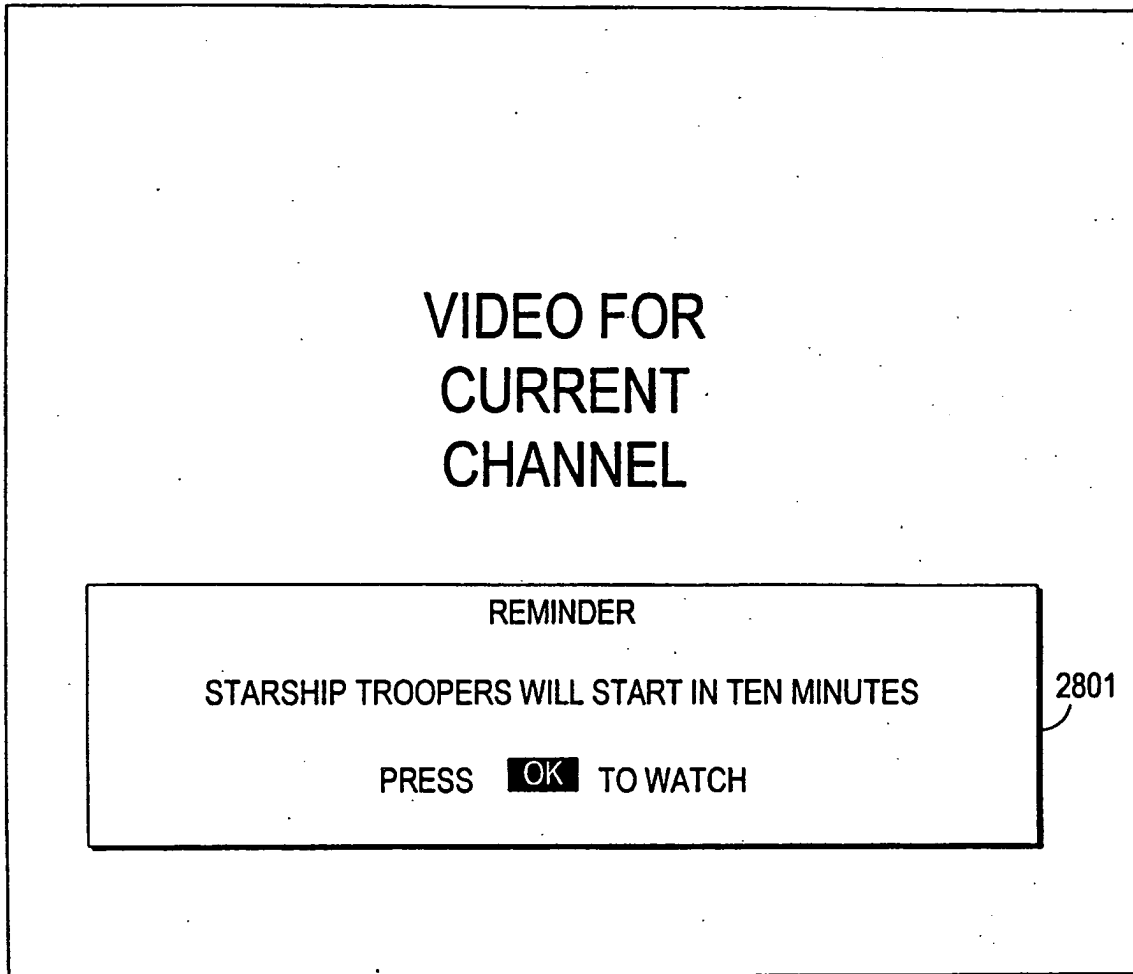 VIDEO FOR
CURRENT
CHANNEL
REMINDER
STARSHIP TROOPERS WILL START IN TEN MINUTES
2801
PRESS OK TO WATCH